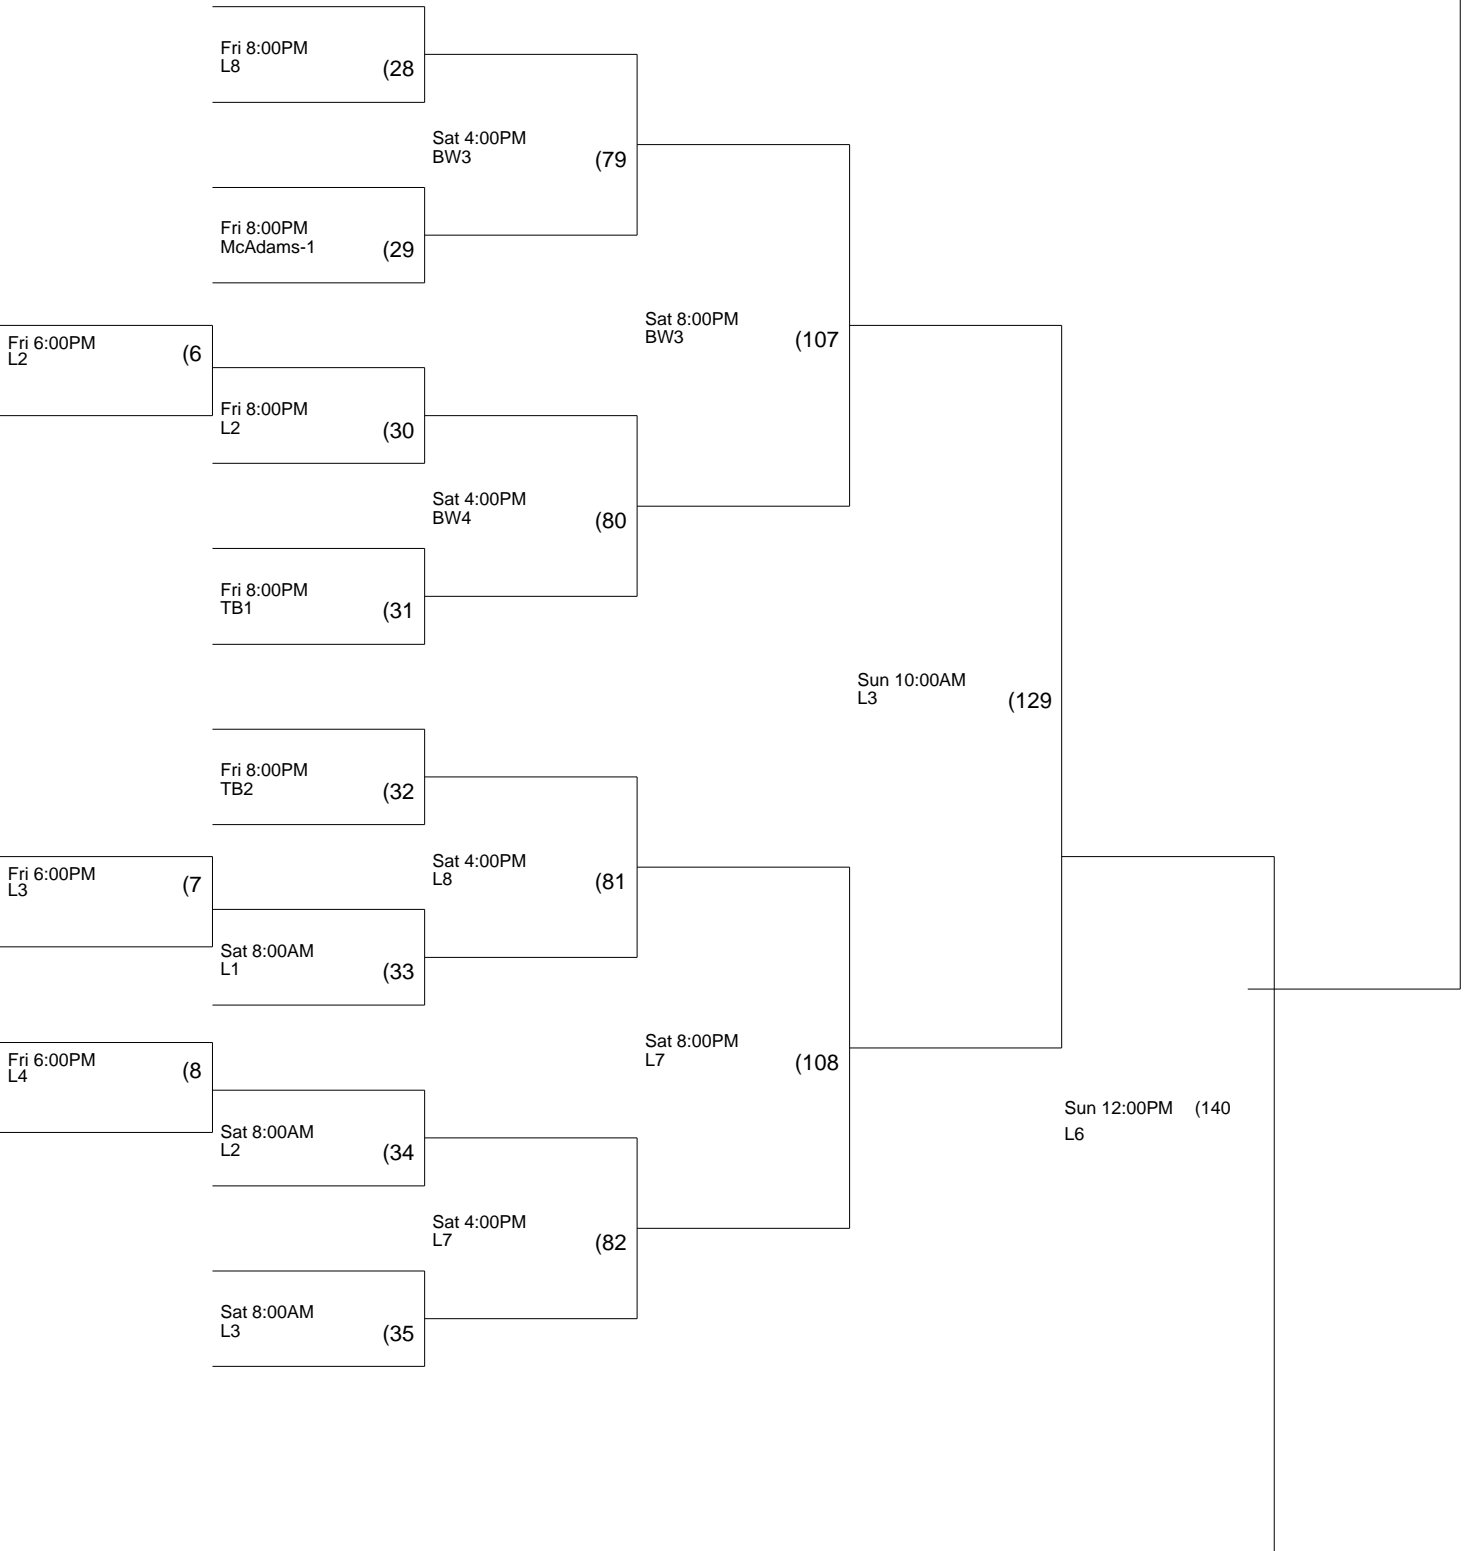 Fri 8:00PM
L8
(28
Sat 4:00PM
BW3
(79
Fri 8:00PM
McAdams-1
(29
Sat 8:00PM
BW3
(107
Fri 6:00PM
L2
(6
Fri 8:00PM
L2
(30
Sat 4:00PM
BW4
(80
Fri 8:00PM
TB1
(31
Sun 10:00AM
L3
(129
Fri 8:00PM
TB2
(32
Sat 4:00PM
L8
(81
Fri 6:00PM
L3
(7
Sat 8:00AM
L1
(33
Sat 8:00PM
L7
(108
Fri 6:00PM
L4
(8
Sun 12:00PM (140
L6
Sat 8:00AM
L2
(34
Sat 4:00PM
L7
(82
Sat 8:00AM
L3
(35